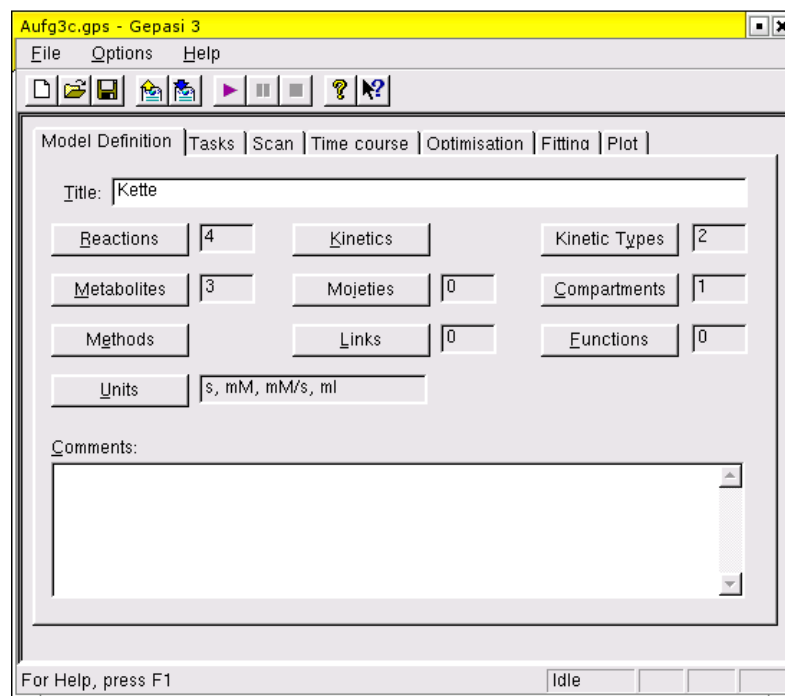 Aufg3c.gps - Gepasi 3
File Options Help
Model Definition Tasks Scan Time course Optimisation Fitting Plot
Title: Kette
Reactions 4 Kinetics Kinetic Types 2
Metabolites 3 Moieties 0 Compartments 1
Methods Links 0 Functions 0
Units s, mM, mM/s, ml
Comments:
For Help, press F1 Idle